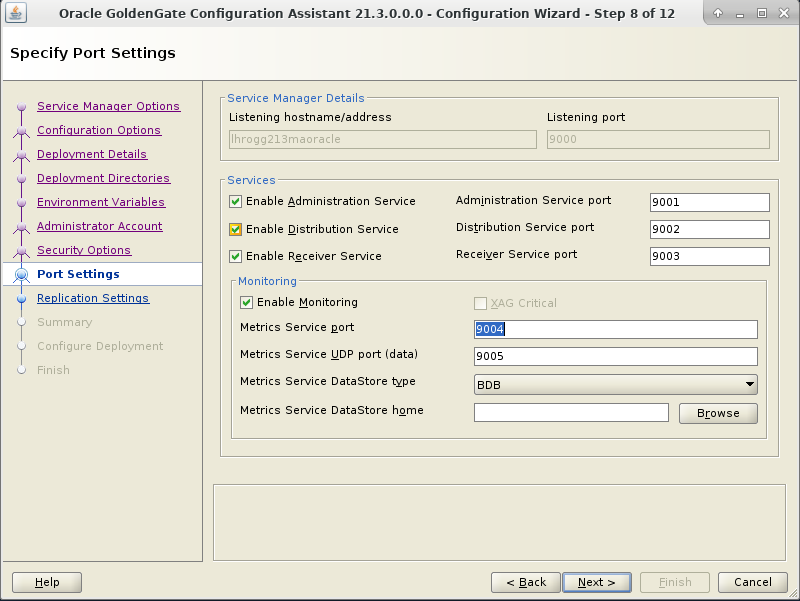 Oracle GoldenGate Configuration Assistant 21.3.0.0.0 - Configuration Wizard - Step 8 of 12
Specify Port Settings
Service Manager Options
Configuration Options
Deployment Details
Deployment Directories
Environment Variables
Administrator Account
Security Options
Port Settings
Replication Settings
Summary
Configure Deployment
Finish
Service Manager Details
Listening hostname/address Listening port
lhrogg213maoracle 9000
Services
Enable Administration Service Administration Service port 9001
Enable Distribution Service Distribution Service port 9002
Enable Receiver Service Receiver Service port 9003
Monitoring
Enable Monitoring XAG Critical
Metrics Service port 9004
Metrics Service UDP port (data) 9005
Metrics Service DataStore type BDB
Metrics Service DataStore home Browse
Help < Back Next > Finish Cancel